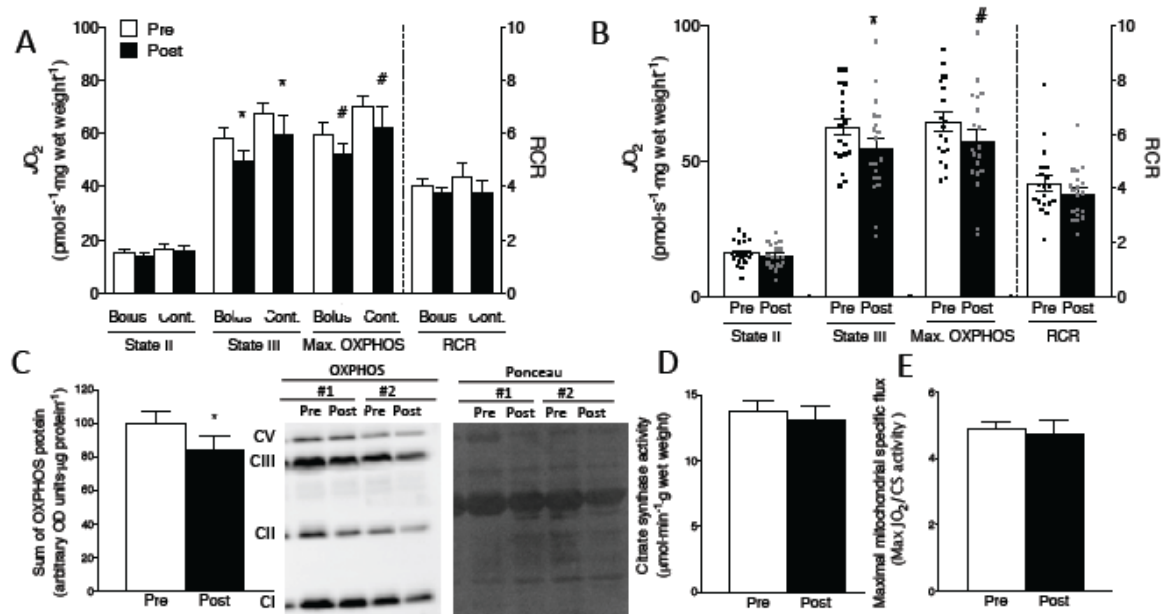 A
Pre
Post
JO2
(pmol·s-1·mg wet weight-1)
100
80
60
40
20
0
*
*
#
#
10
8
6
4
2
0
RCR
Bolus Cont. Bolus Cont. Bolus Cont. Bolus Cont.
State II State III Max. OXPHOS RCR
B
JO2
(pmol·s-1·mg wet weight-1)
100
50
0
*
#
10
8
6
4
2
0
RCR
Pre Post Pre Post Pre Post Pre Post
State II State III Max. OXPHOS RCR
C
Sum of OXPHOS protein
(arbitrary OD units·µg protein-1)
120
100
80
60
40
20
0
*
Pre Post
OXPHOS
#1 #2
Pre Post Pre Post
CV
CIII
CII
CI
Ponceau
#1 #2
Pre Post Pre Post
D
Citrate synthase activity
(µmol·min-1·g wet weight)
15
10
5
0
Pre Post
E
Maximal mitochondrial specific flux
(Max JO2/CS activity )
6
4
2
0
Pre Post